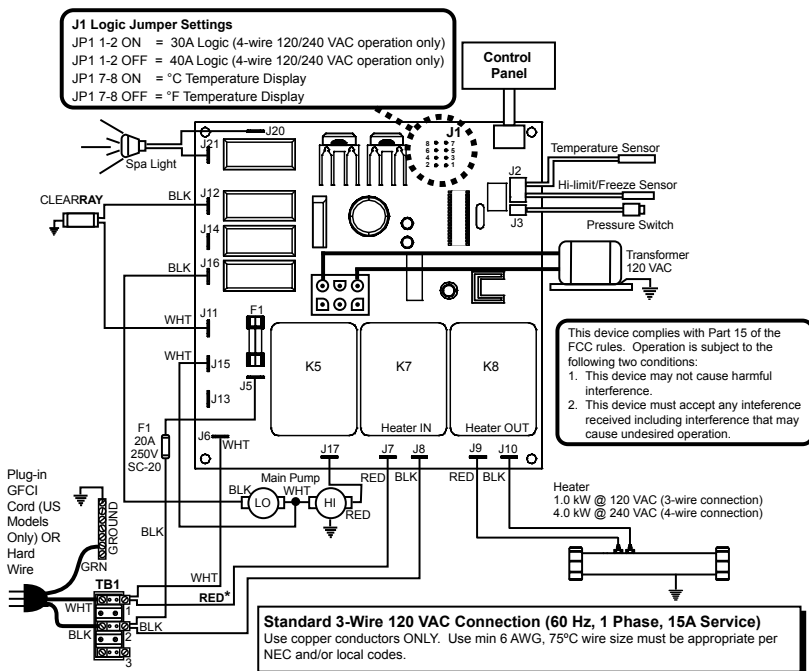 J1 Logic Jumper Settings
JP1 1-2 ON = 30A Logic (4-wire 120/240 VAC operation only)
JP1 1-2 OFF = 40A Logic (4-wire 120/240 VAC operation only)
JP1 7-8 ON = °C Temperature Display
JP1 7-8 OFF = °F Temperature Display
Control
Panel
J20
J21
Spa Light
J1
8 7
6 5
4 3
2 1
Temperature Sensor
J2
Hi-limit/Freeze Sensor
J3
Pressure Switch
CLEARRAY
BLK
J12
J14
BLK
J16
Transformer
120 VAC
WHT
J11
F1
WHT
J15
J5
J13
K5
K7
K8
Heater IN
Heater OUT
This device complies with Part 15 of the
FCC rules. Operation is subject to the
following two conditions:
1. This device may not cause harmful
interference.
2. This device must accept any inteference
received including interference that may
cause undesired operation.
F1
20A
250V
SC-20
J6
WHT
J17
J7
J8
J9
J10
RED
BLK
RED
BLK
Main Pump
BLK
LO
WHT
HI
RED
Heater
1.0 kW @ 120 VAC (3-wire connection)
4.0 kW @ 240 VAC (4-wire connection)
Plug-in
GFCI
Cord (US
Models
Only) OR
Hard
Wire
GROUND
GRN
BLK
TB1
WHT
WHT
RED*
1
BLK
BLK
2
3
Standard 3-Wire 120 VAC Connection (60 Hz, 1 Phase, 15A Service)
Use copper conductors ONLY. Use min 6 AWG, 75ºC wire size must be appropriate per
NEC and/or local codes.